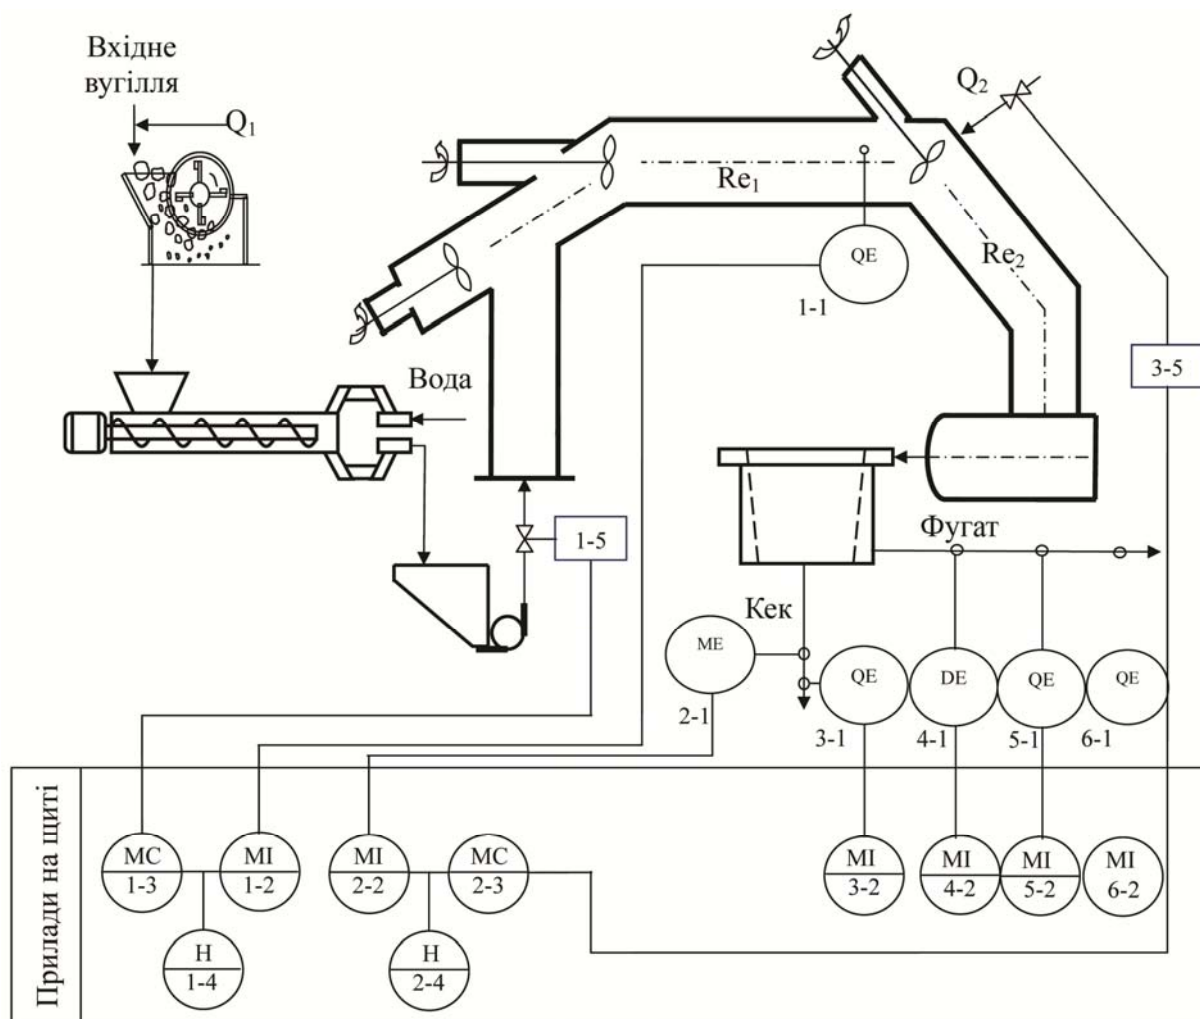 Вхідне
вугілля
Q1
Q2
Re1
Re2
QE
1-1
3-5
Вода
1-5
Фугат
Кек
ME
2-1
QE
3-1
DE
4-1
QE
5-1
QE
6-1
Прилади на щиті
MC
1-3
MI
1-2
MI
2-2
MC
2-3
MI
3-2
MI
4-2
MI
5-2
MI
6-2
H
1-4
H
2-4